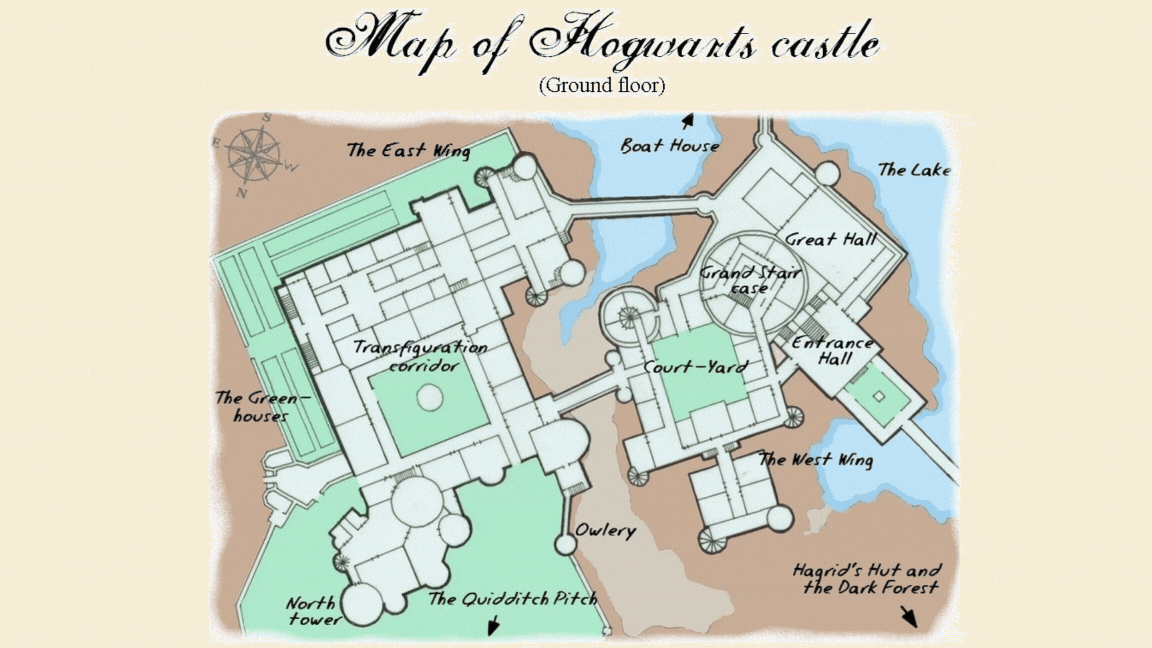 Map of Hogwarts castle
(Ground floor)
S
E
W
N
The East Wing
Boat House
The Lake
Great Hall
Grand Stair
case
Entrance
Hall
Transfiguration
corridor
Court-Yard
The Green-
houses
The West Wing
Owlery
Hagrid's Hut and
the Dark Forest
North
tower
The Quidditch Pitch